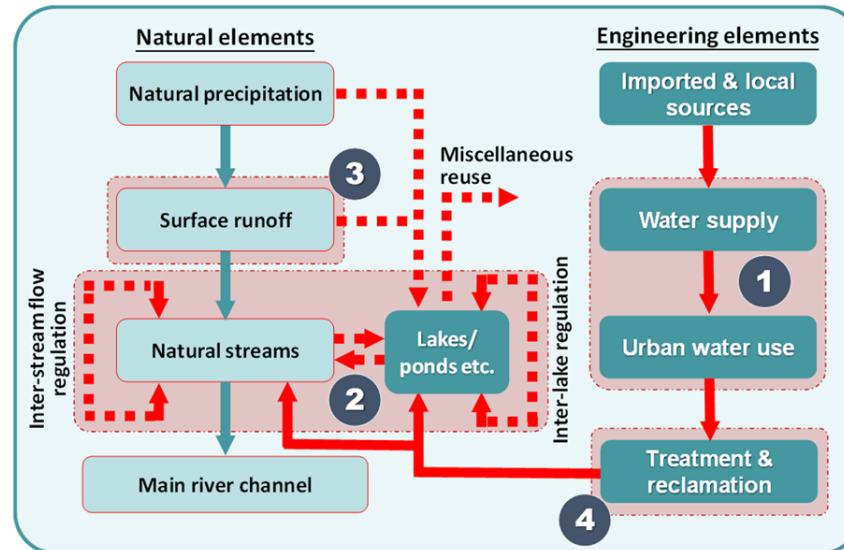 Natural elements
Engineering elements
Natural precipitation
Imported & local
sources
Miscellaneous
reuse
3
Surface runoff
Water supply
1
Inter-stream flow
regulation
Natural streams
Lakes/
ponds etc.
Inter-lake regulation
Urban water use
2
Main river channel
Treatment &
reclamation
4